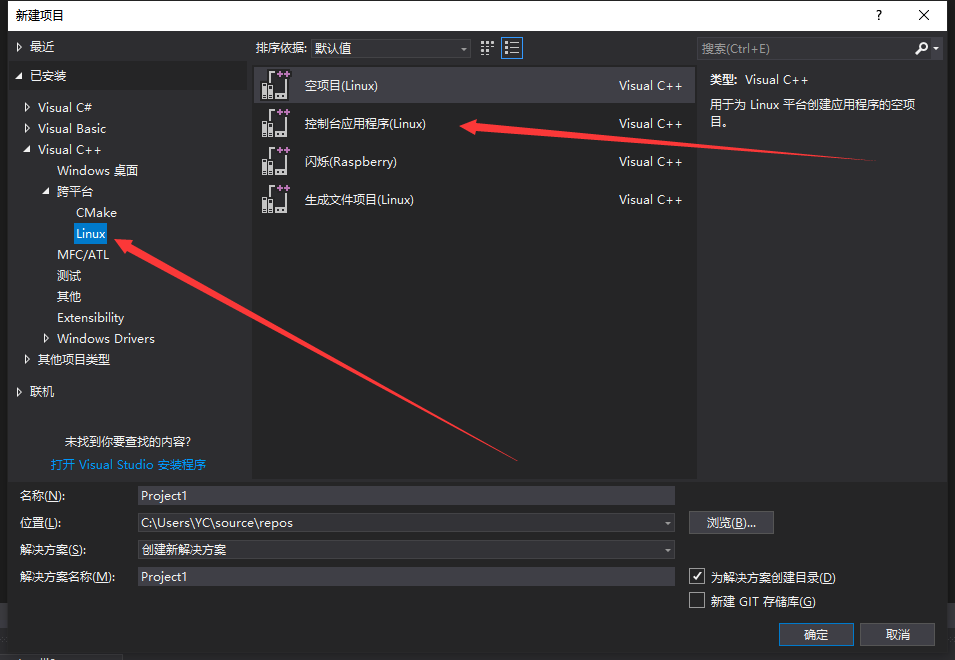 新建项目
?
最近
已安装
Visual C#
Visual Basic
Visual C++
Windows 桌面
跨平台
CMake
Linux
MFC/ATL
测试
其他
Extensibility
Windows Drivers
其他项目类型
联机
未找到你要查找的内容?
打开 Visual Studio 安装程序
排序依据: 默认值
空项目(Linux) Visual C++
控制台应用程序(Linux) Visual C++
闪烁(Raspberry) Visual C++
生成文件项目(Linux) Visual C++
搜索(Ctrl+E)
类型: Visual C++
用于为 Linux 平台创建应用程序的空项
目。
名称(N): Project1
位置(L): C:\Users\YC\source\repos 浏览(B)...
解决方案(S): 创建新解决方案
解决方案名称(M): Project1
为解决方案创建目录(D)
新建 GIT 存储库(G)
确定 取消